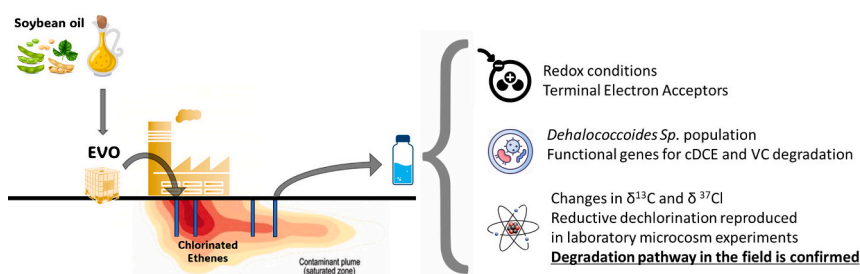 Soybean oil
EVO
Chlorinated
Ethenes
Contaminant plume
(saturated zone)
Redox conditions
Terminal Electron Acceptors
Dehalococcoides Sp. population
Functional genes for cDCE and VC degradation
Changes in δ¹³C and δ ³⁷Cl
Reductive dechlorination reproduced
in laboratory microcosm experiments
Degradation pathway in the field is confirmed